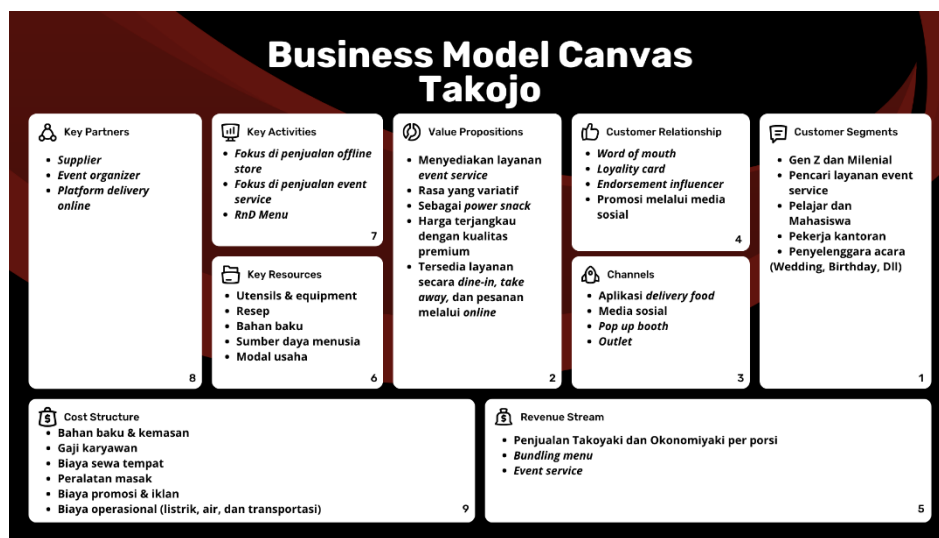 Business Model Canvas
Takojo
Key Partners
• Supplier
• Event organizer
• Platform delivery
online
8
Key Activities
• Fokus di penjualan offline
store
• Fokus di penjualan event
service
• RnD Menu
7
Key Resources
• Utensils & equipment
• Resep
• Bahan baku
• Sumber daya menusia
• Modal usaha
6
Value Propositions
• Menyediakan layanan
event service
• Rasa yang variatif
• Sebagai power snack
• Harga terjangkau
dengan kualitas
premium
• Tersedia layanan
secara dine-in, take
away, dan pesanan
melalui online
2
Customer Relationship
• Word of mouth
• Loyality card
• Endorsement influencer
• Promosi melalui media
sosial
4
Channels
• Aplikasi delivery food
• Media sosial
• Pop up booth
• Outlet
3
Customer Segments
• Gen Z dan Milenial
• Pencari layanan event
service
• Pelajar dan
Mahasiswa
• Pekerja kantoran
• Penyelenggara acara
(Wedding, Birthday, Dll)
1
Cost Structure
• Bahan baku & kemasan
• Gaji karyawan
• Biaya sewa tempat
• Peralatan masak
• Biaya promosi & iklan
• Biaya operasional (listrik, air, dan transportasi)
9
Revenue Stream
• Penjualan Takoyaki dan Okonomiyaki per porsi
• Bundling menu
• Event service
5